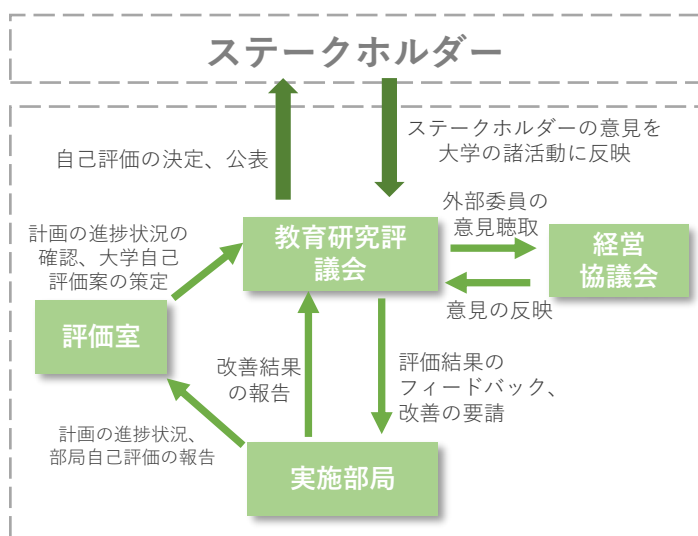 ステークホルダー
自己評価の決定、公表
ステークホルダーの意見を
大学の諸活動に反映
計画の進捗状況の
確認、大学自己
評価案の策定
教育研究評
議会
外部委員の
意見聴取
経営
協議会
意見の反映
評価室
改善結果
の報告
評価結果の
フィードバック、
改善の要請
計画の進捗状況、
部局自己評価の報告
実施部局